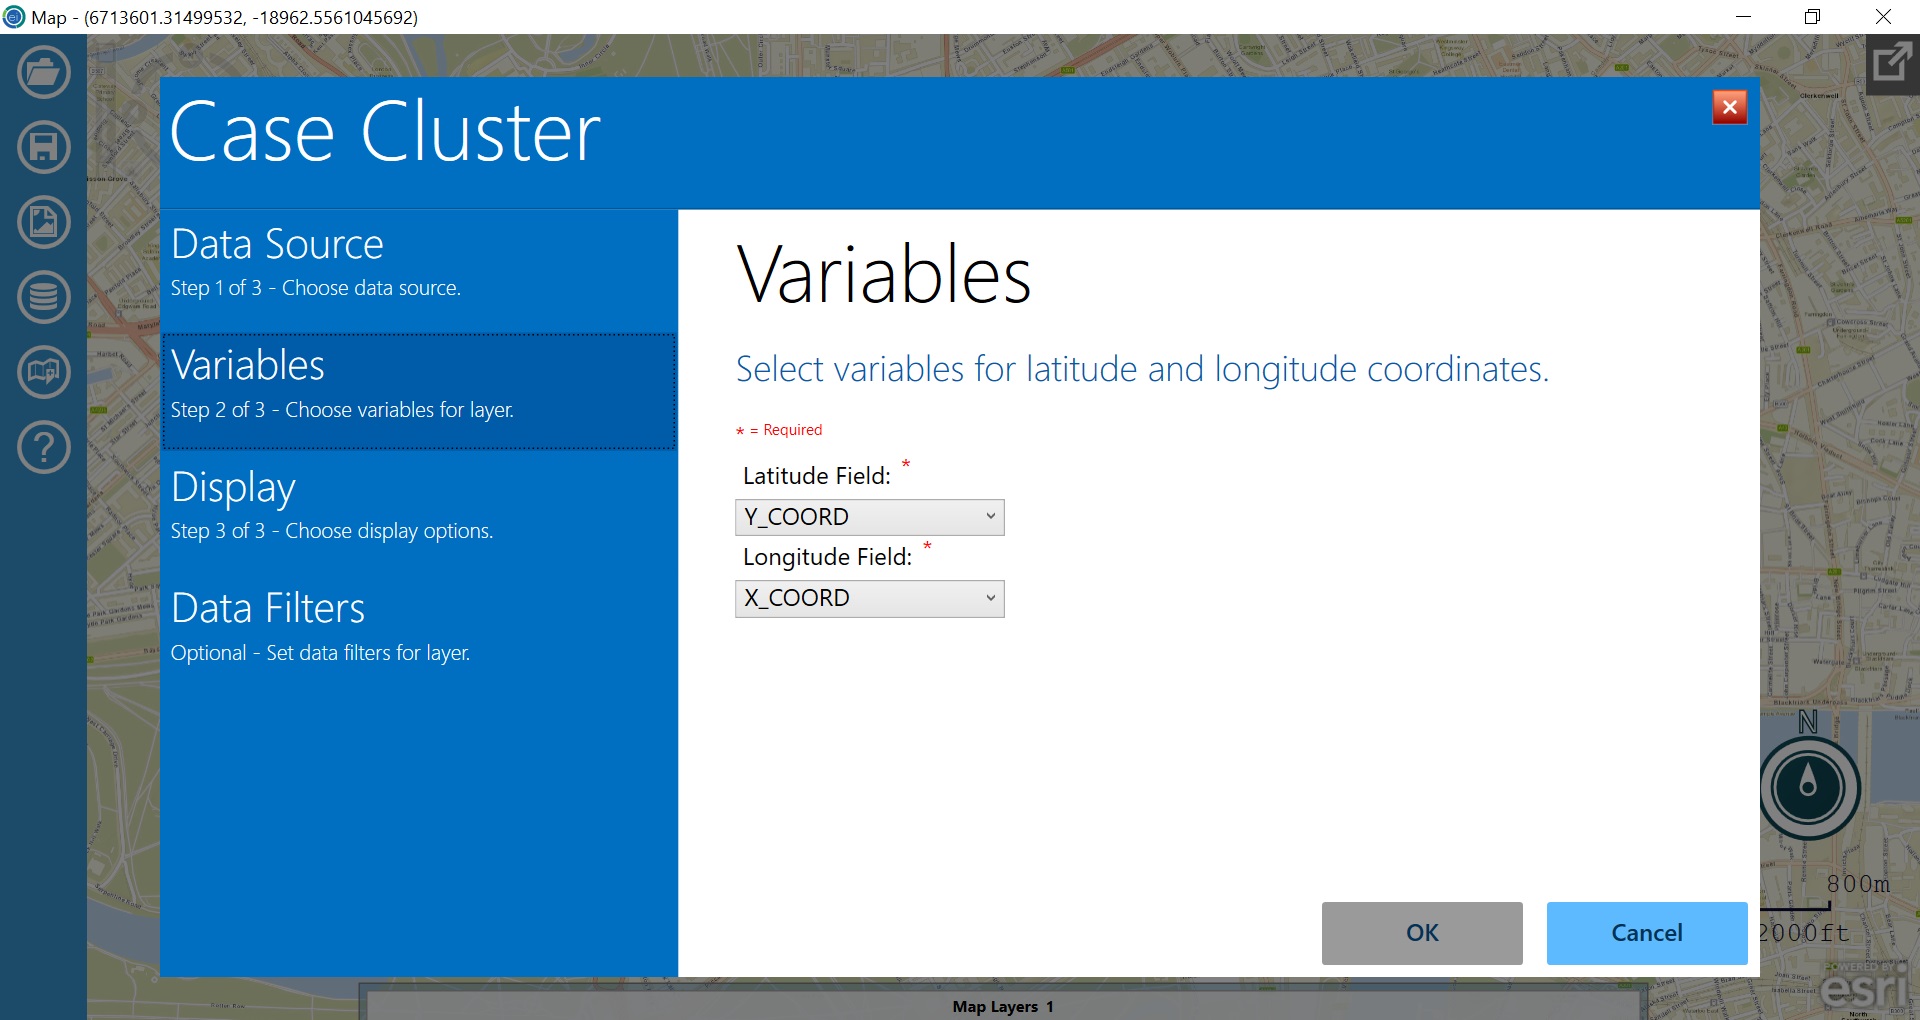 Map - (6713601.31499532, -18962.5561045692)
Case Cluster
Data Source
Step 1 of 3 - Choose data source.
Variables
Step 2 of 3 - Choose variables for layer.
Display
Step 3 of 3 - Choose display options.
Data Filters
Optional - Set data filters for layer.
Variables
Select variables for latitude and longitude coordinates.
* = Required
Latitude Field: *
Y_COORD
Longitude Field: *
X_COORD
OK
Cancel
N
800m
2000ft
POWERED BY
esri
Map Layers 1
Clerkenwell